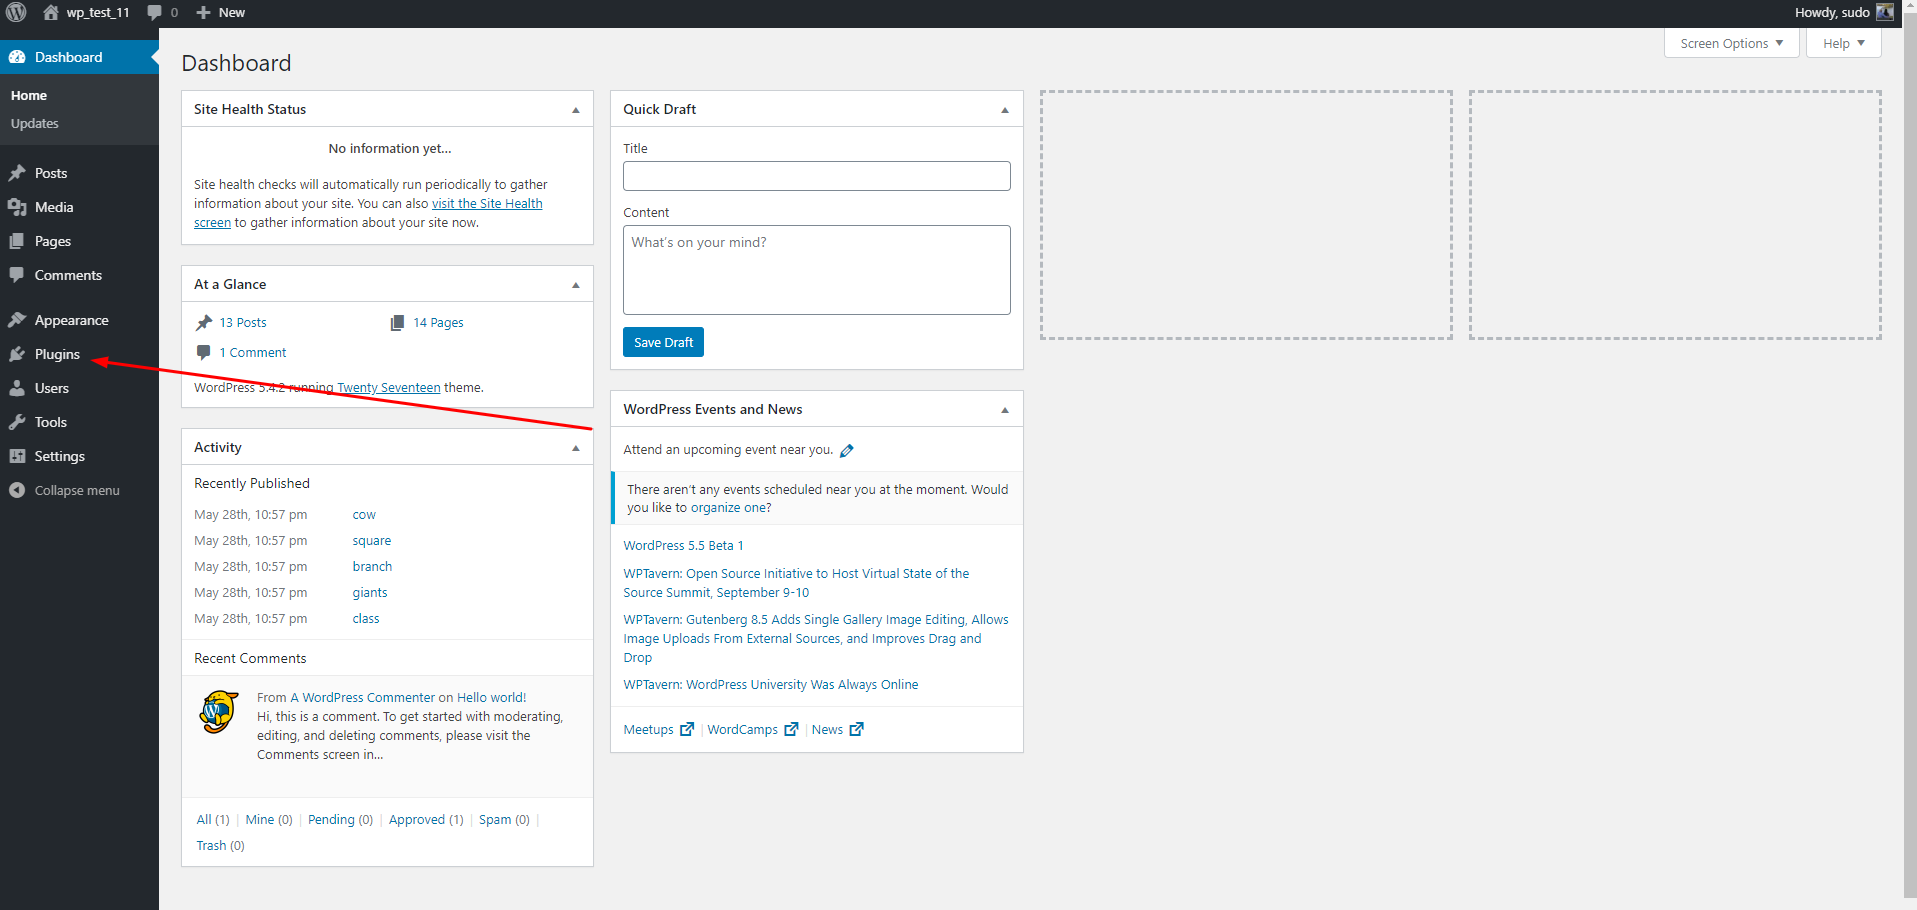 wp_test_11
0
New
Howdy, sudo
Dashboard
Home
Updates
Posts
Media
Pages
Comments
Appearance
Plugins
Users
Tools
Settings
Collapse menu
Screen Options
Help
Dashboard
Site Health Status
No information yet...
Site health checks will automatically run periodically to gather
information about your site. You can also visit the Site Health
screen to gather information about your site now.
At a Glance
13 Posts
14 Pages
1 Comment
WordPress 5.4.2 running Twenty Seventeen theme.
Activity
Recently Published
May 28th, 10:57 pm cow
May 28th, 10:57 pm square
May 28th, 10:57 pm branch
May 28th, 10:57 pm giants
May 28th, 10:57 pm class
Recent Comments
From A WordPress Commenter on Hello world!
Hi, this is a comment. To get started with moderating,
editing, and deleting comments, please visit the
Comments screen in...
All (1) | Mine (0) | Pending (0) | Approved (1) | Spam (0) |
Trash (0)
Quick Draft
Title
Content
What's on your mind?
Save Draft
WordPress Events and News
Attend an upcoming event near you.
There aren't any events scheduled near you at the moment. Would
you like to organize one?
WordPress 5.5 Beta 1
WPTavern: Open Source Initiative to Host Virtual State of the
Source Summit, September 9-10
WPTavern: Gutenberg 8.5 Adds Single Gallery Image Editing, Allows
Image Uploads From External Sources, and Improves Drag and
Drop
WPTavern: WordPress University Was Always Online
Meetups | WordCamps | News